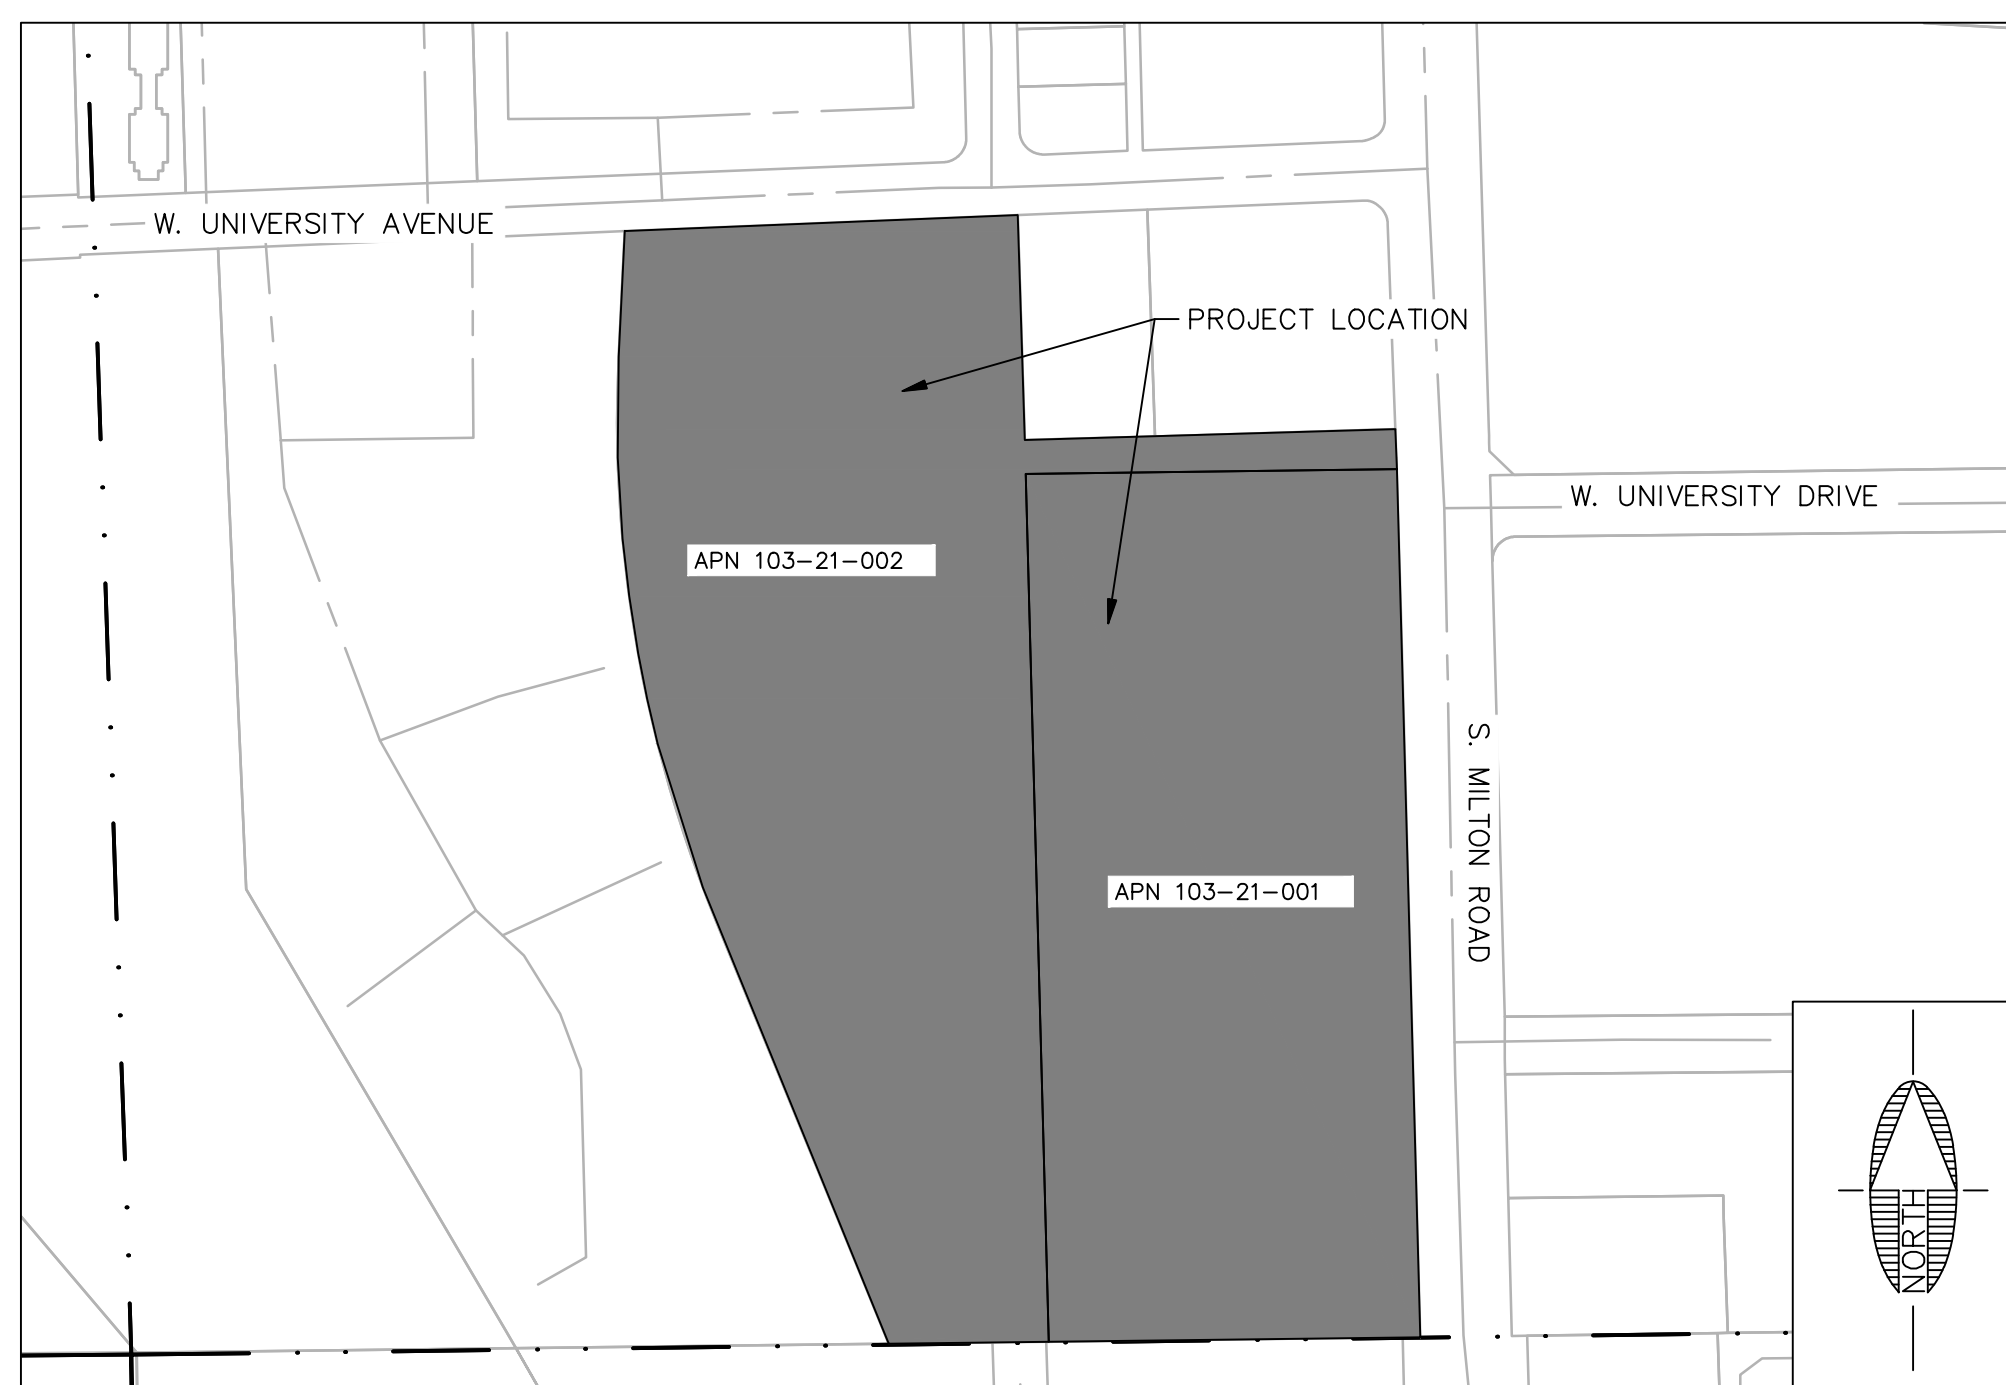 W. UNIVERSITY AVENUE
PROJECT LOCATION
W. UNIVERSITY DRIVE
APN 103-21-002
S. MILTON ROAD
APN 103-21-001
NORTH